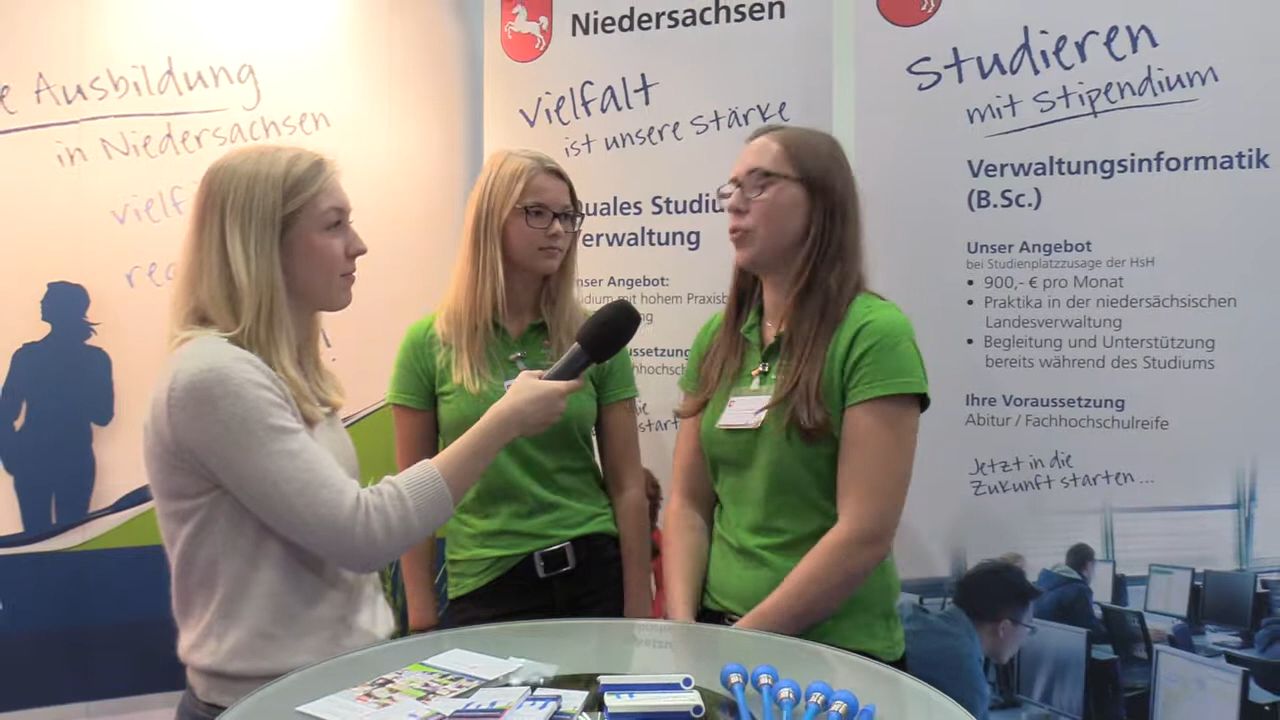 Ausbildung
in Niedersachsen
Niedersachsen
Vielfalt
ist unsere Stärke
Verwaltung
mit hohem
Studieren
mit Stipendium
Verwaltungsinformatik
(B.Sc.)
Unser Angebot
bei Studienplatzzusage der HsH
• 900,- € pro Monat
• Praktika in der niedersächsischen
Landesverwaltung
• Begleitung und Unterstützung
bereits während des Studiums
Ihre Voraussetzung
Abitur / Fachhochschulreife
Jetzt in die
Zukunft starten ...